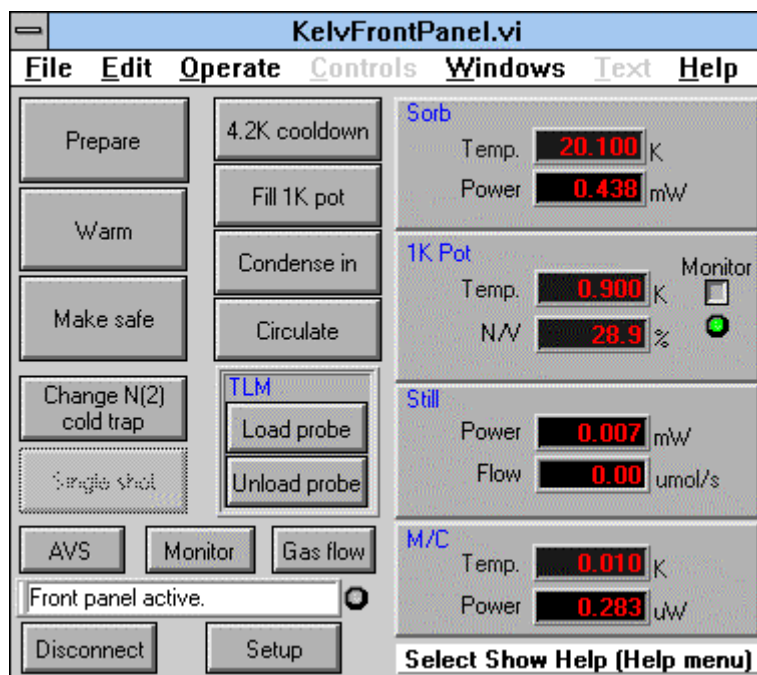 KelvFrontPanel.vi
File Edit Operate Controls Windows Text Help
Prepare
Warm
Make safe
Change N(2)
cold trap
Single shot
4.2K cooldown
Fill 1K pot
Condense in
Circulate
TLM
Load probe
Unload probe
AVS Monitor Gas flow
Front panel active.
Disconnect Setup
Sorb
Temp. 20.100 K
Power 0.438 mW
1K Pot
Monitor
Temp. 0.900 K
N/V 28.9 %
Still
Power 0.007 mW
Flow 0.00 umol/s
M/C
Temp. 0.010 K
Power 0.283 uW
Select Show Help (Help menu)